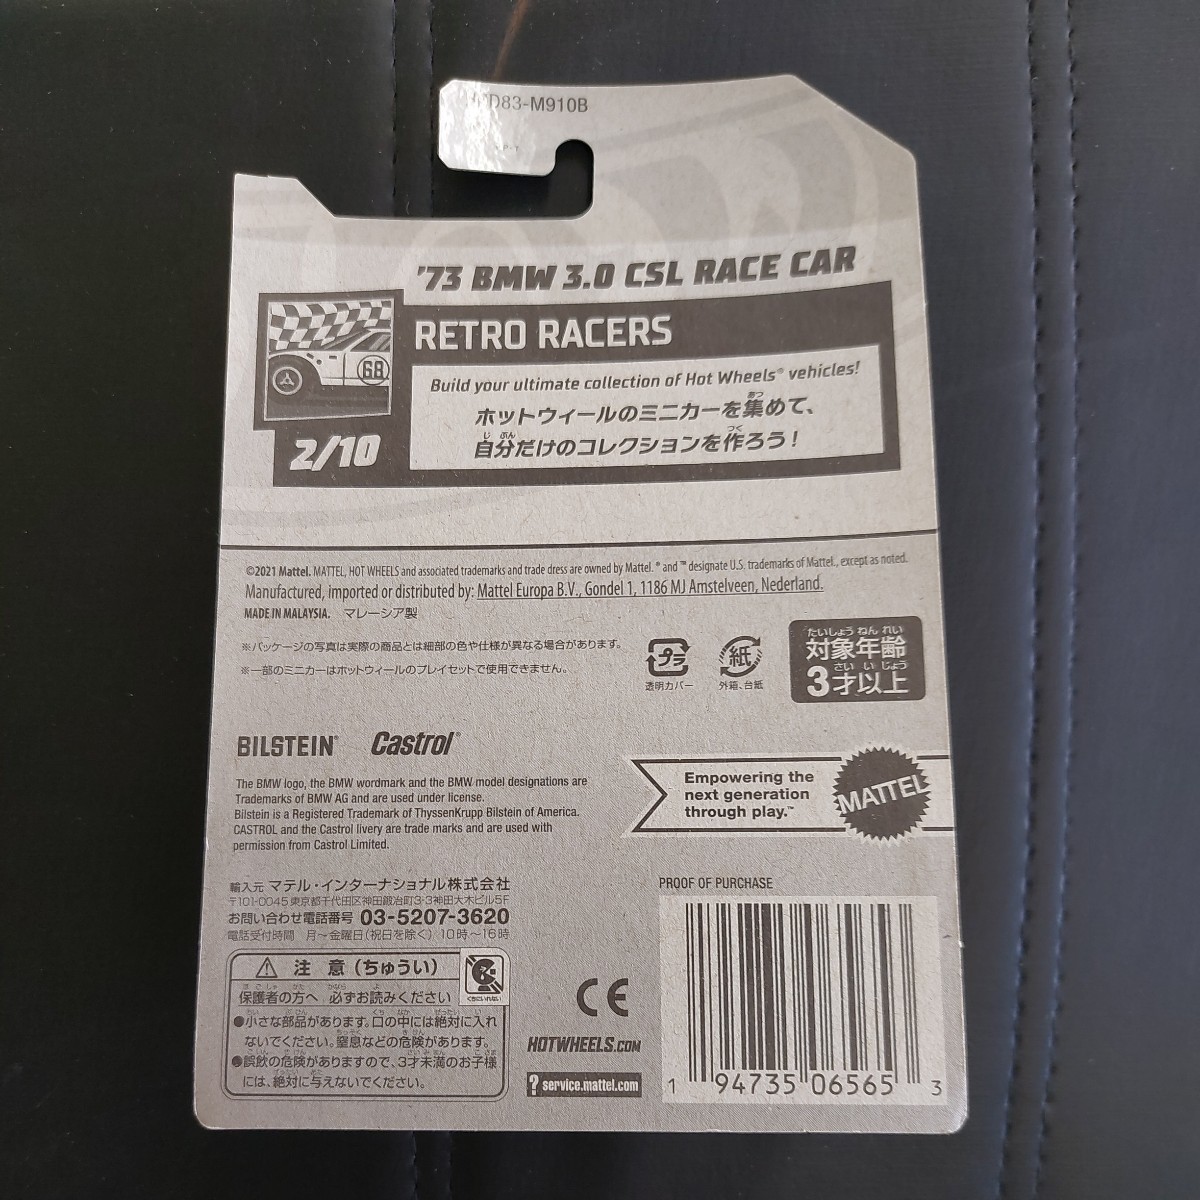 D83-M910B
'73 BMW 3.0 CSL RACE CAR
RETRO RACERS
68
2/10
Build your ultimate collection of Hot Wheels® vehicles!
ホットウィールのミニカーを集めて、
自分だけのコレクションを作ろう！
©2021 Mattel. MATTEL, HOT WHEELS and associated trademarks and trade dress are owned by Mattel. ® and ™ designate U.S. trademarks of Mattel, except as noted.
Manufactured, imported or distributed by: Mattel Europa B.V., Gondel 1, 1186 MJ Amstelveen, Nederland.
MADE IN MALAYSIA. マレーシア製
※パッケージの写真は実際の商品とは細部の色や仕様が異なる場合があります。
※一部のミニカーはホットウィールのプレイセットで使用できません。
プラ
透明カバー
紙
外箱、台紙
たいしょう ねん れい
対象年齢
さい い じょう
3才以上
BILSTEIN® Castrol®
The BMW logo, the BMW wordmark and the BMW model designations are
Trademarks of BMW AG and are used under license.
Bilstein is a Registered Trademark of ThyssenKrupp Bilstein of America.
CASTROL and the Castrol livery are trade marks and are used with
permission from Castrol Limited.
Empowering the
next generation
through play.™
MATTEL
輸入元 マテル・インターナショナル株式会社
〒101-0045 東京都千代田区神田鍛冶町3-3神田大木ビル5F
お問い合わせ電話番号 03-5207-3620
電話受付時間 月～金曜日（祝日を除く）10時～16時
注 意（ちゅうい）
くちにいれない
保護者の方へ 必ずお読みください
●小さな部品があります。口の中には絶対に入れ
ないでください。窒息などの危険があります。
●誤飲の危険がありますので、3才未満のお子様
には、絶対に与えないでください。
CE
HOTWHEELS.COM
? service.mattel.com
PROOF OF PURCHASE
1 94735 06565 3